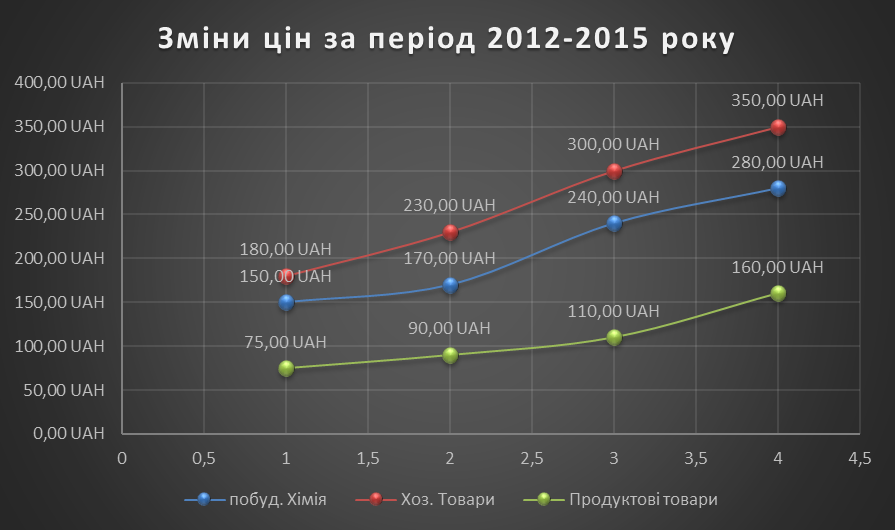 Зміни цін за період 2012-2015 року
400,00 UAH
350,00 UAH
300,00 UAH
250,00 UAH
200,00 UAH
150,00 UAH
100,00 UAH
50,00 UAH
0,00 UAH
350,00 UAH
300,00 UAH
280,00 UAH
230,00 UAH
240,00 UAH
180,00 UAH
170,00 UAH
150,00 UAH
160,00 UAH
110,00 UAH
90,00 UAH
75,00 UAH
0 0,5 1 1,5 2 2,5 3 3,5 4 4,5
побуд. Хімія Хоз. Товари Продуктові товари